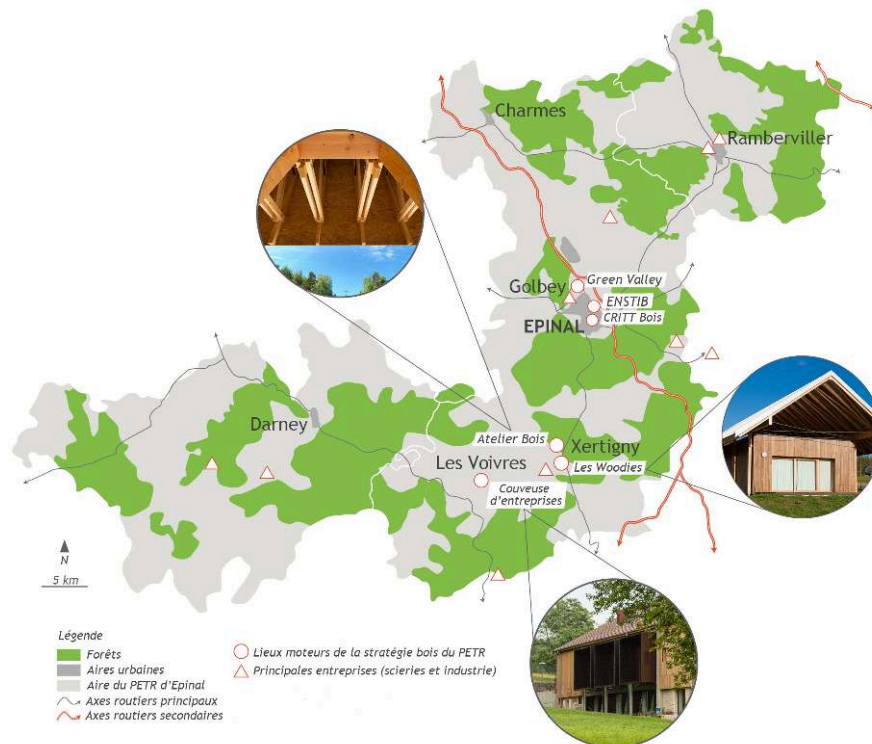 Charmes
Ramberviller
Golbey
Green Valley
ENSTIB
CRITT Bois
EPINAL
Darney
Atelier Bois
Xertigny
Les Voivres
Les Woodies
Couveuse
d'entreprises
N
5 km
Légende
Forêts
Aires urbaines
Aire du PETR d'Epinal
Axes routiers principaux
Axes routiers secondaires
Lieux moteurs de la stratégie bois du PETR
Principales entreprises (scieries et industrie)